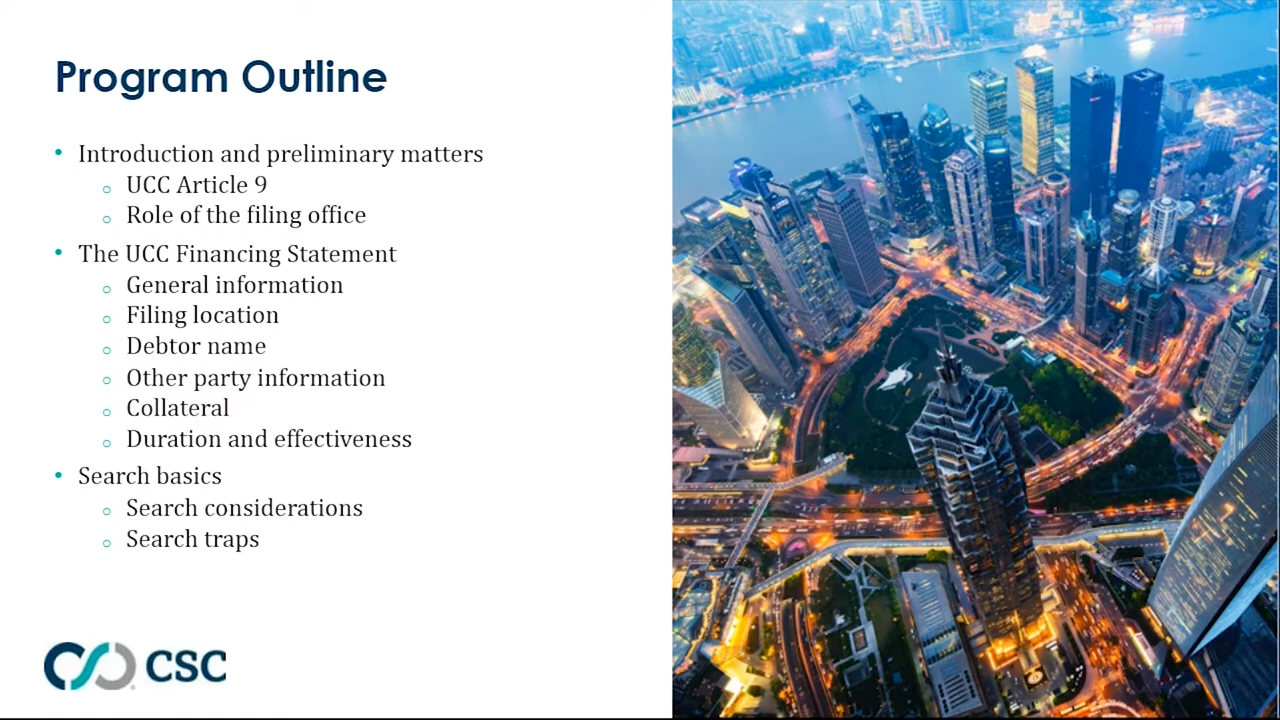 Program Outline
• Introduction and preliminary matters
o UCC Article 9
o Role of the filing office
• The UCC Financing Statement
o General information
o Filing location
o Debtor name
o Other party information
o Collateral
o Duration and effectiveness
• Search basics
o Search considerations
o Search traps
CSC